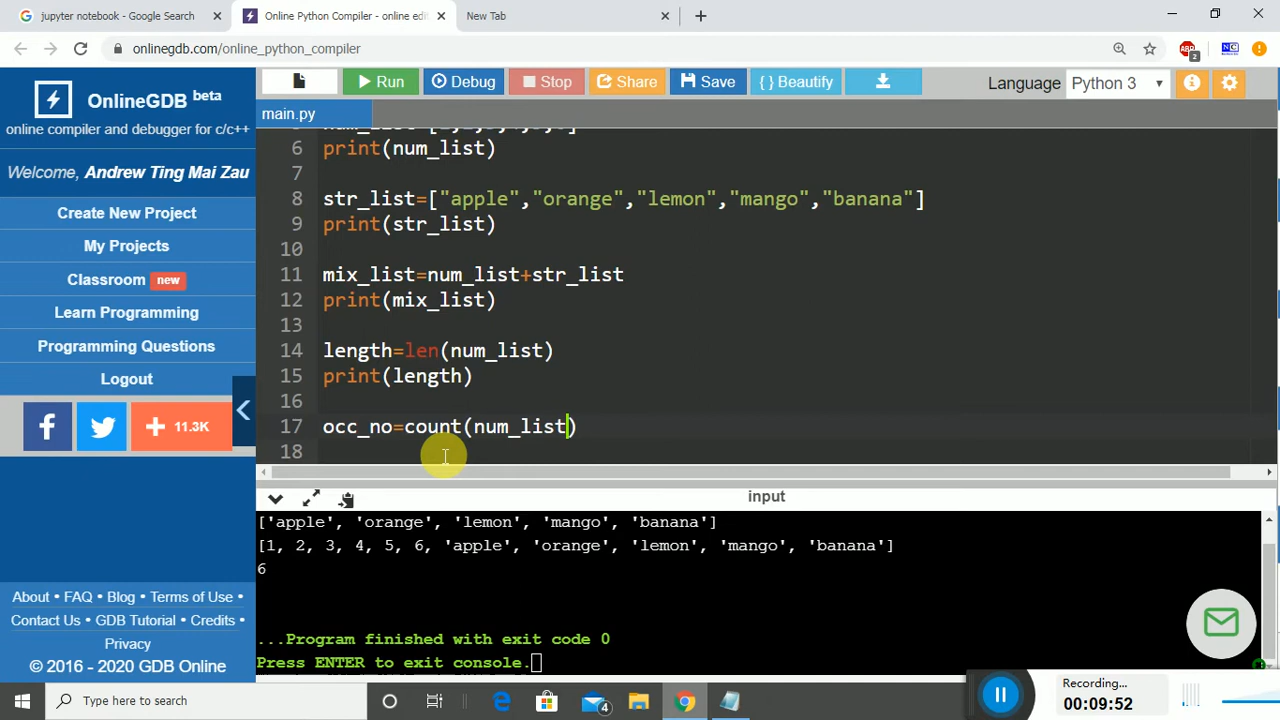 jupyter notebook - Google Search
Online Python Compiler - online edi
New Tab
onlinegdb.com/online_python_compiler
2
OnlineGDB beta
online compiler and debugger for c/c++
Welcome, Andrew Ting Mai Zau
Create New Project
My Projects
Classroom new
Learn Programming
Programming Questions
Logout
11.3K
About • FAQ • Blog • Terms of Use •
Contact Us • GDB Tutorial • Credits •
Privacy
© 2016 - 2020 GDB Online
Run
Debug
Stop
Share
Save
{ } Beautify
Language Python 3
main.py
6 print(num_list)
7
8 str_list=["apple","orange","lemon","mango","banana"]
9 print(str_list)
10
11 mix_list=num_list+str_list
12 print(mix_list)
13
14 length=len(num_list)
15 print(length)
16
17 occ_no=count(num_list)
18
input
['apple', 'orange', 'lemon', 'mango', 'banana']
[1, 2, 3, 4, 5, 6, 'apple', 'orange', 'lemon', 'mango', 'banana']
6
...Program finished with exit code 0
Press ENTER to exit console.
Type here to search
4
Recording...
00:09:52